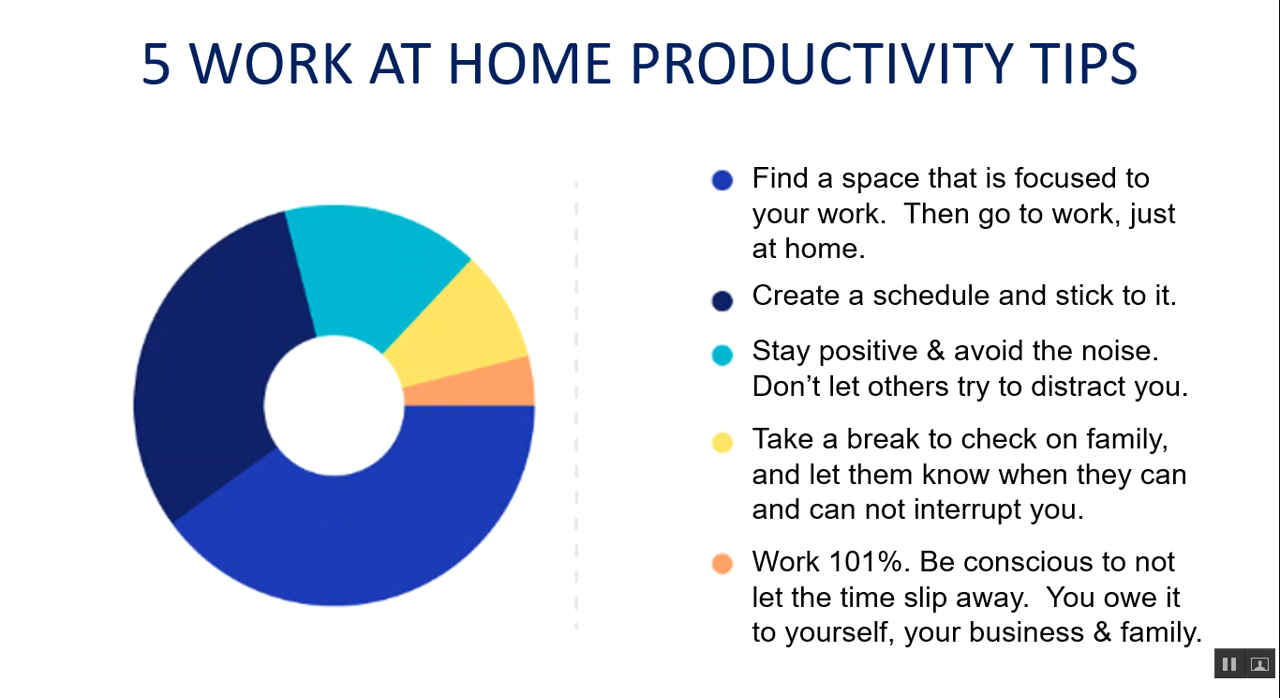 5 WORK AT HOME PRODUCTIVITY TIPS
Find a space that is focused to
your work.  Then go to work, just
at home.
Create a schedule and stick to it.
Stay positive & avoid the noise.
Don’t let others try to distract you.
Take a break to check on family,
and let them know when they can
and can not interrupt you.
Work 101%. Be conscious to not
let the time slip away.  You owe it
to yourself, your business & family.